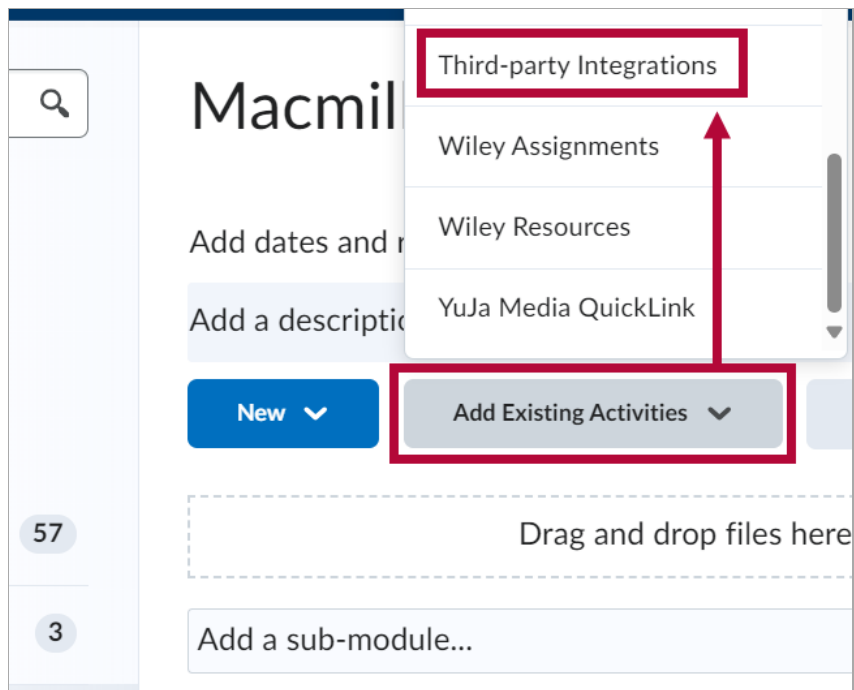 Third-party Integrations
Macmil
Wiley Assignments
Wiley Resources
Add dates and
YuJa Media QuickLink
Add a descriptio
New
Add Existing Activities
57
Drag and drop files here
3
Add a sub-module...